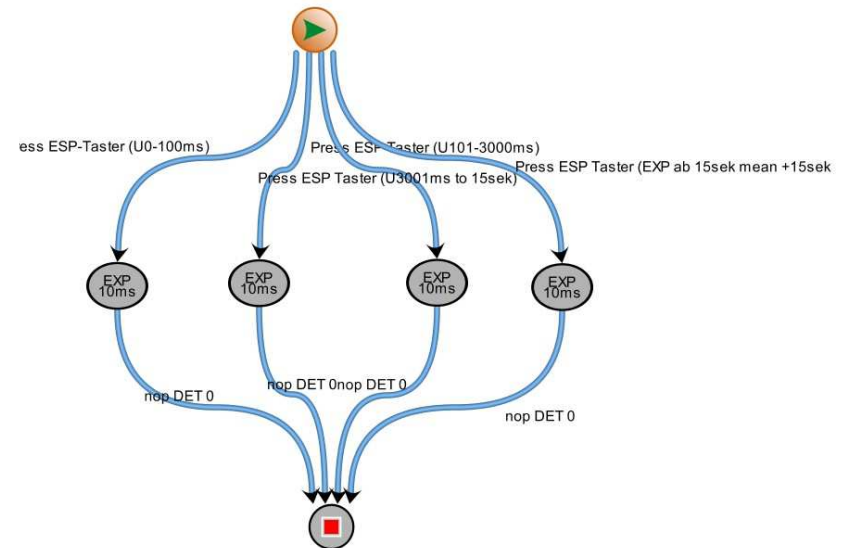 ess ESP-Taster (U0-100ms)
Press ESP Taster (U101-3000ms)
Press ESP Taster (EXP ab 15sek mean +15sek
Press ESP Taster (U3001ms to 15sek)
EXP
10ms
EXP
10ms
EXP
10ms
EXP
10ms
nop DET 0
nop DET 0
nop DET 0
nop DET 0